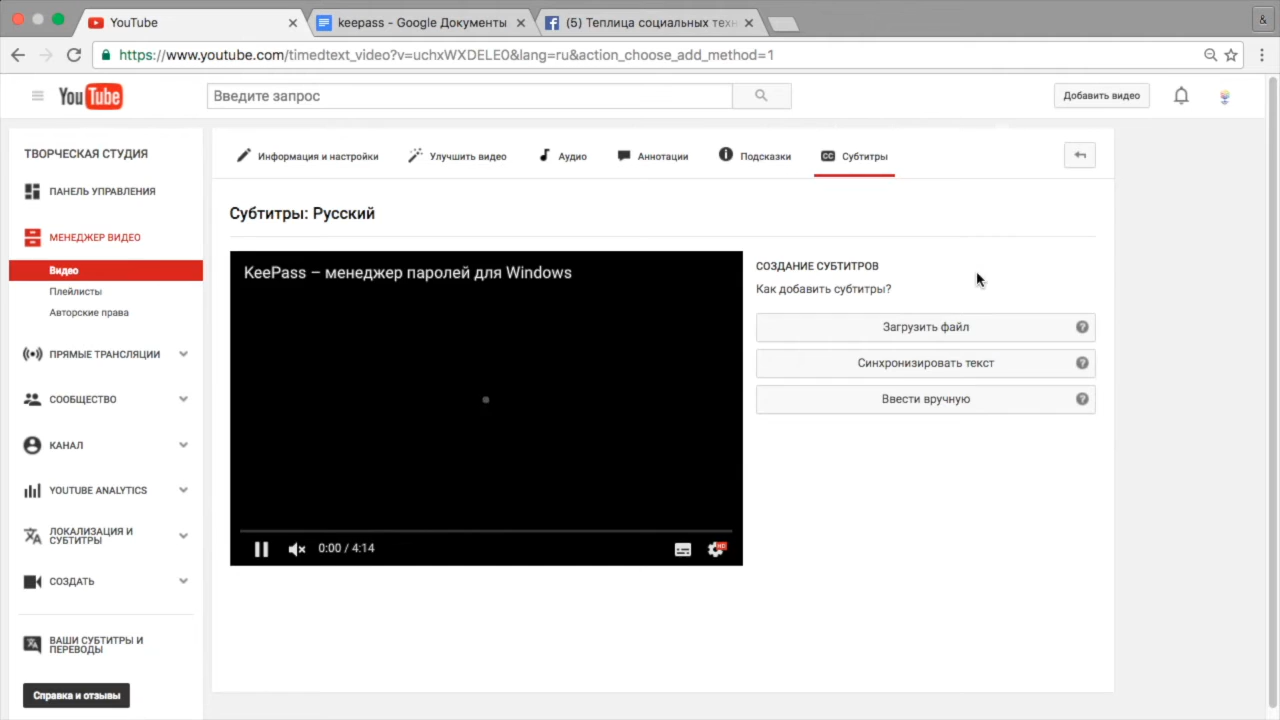 YouTube
keepass - Google Документы
(5) Теплица социальных техн
https://www.youtube.com/timedtext_video?v=uchxWXDELE0&lang=ru&action_choose_add_method=1
YouTube
Введите запрос
Добавить видео
ТВОРЧЕСКАЯ СТУДИЯ
ПАНЕЛЬ УПРАВЛЕНИЯ
МЕНЕДЖЕР ВИДЕО
Видео
Плейлисты
Авторские права
ПРЯМЫЕ ТРАНСЛЯЦИИ
СООБЩЕСТВО
КАНАЛ
YOUTUBE ANALYTICS
ЛОКАЛИЗАЦИЯ И
СУБТИТРЫ
СОЗДАТЬ
ВАШИ СУБТИТРЫ И
ПЕРЕВОДЫ
Справка и отзывы
Информация и настройки
Улучшить видео
Аудио
Аннотации
Подсказки
CC Субтитры
Субтитры: Русский
KeePass – менеджер паролей для Windows
0:00 / 4:14
HD
СОЗДАНИЕ СУБТИТРОВ
Как добавить субтитры?
Загрузить файл ?
Синхронизировать текст ?
Ввести вручную ?